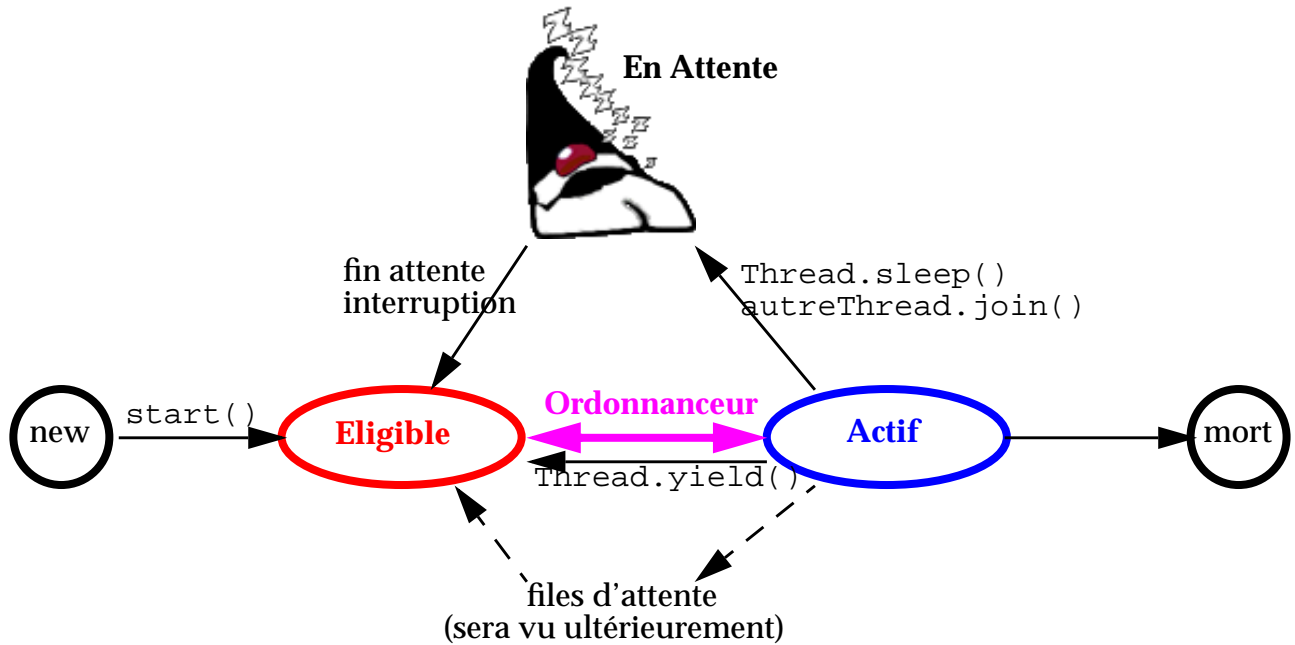 En Attente
fin attente
interruption
Thread.sleep()
autreThread.join()
new
start()
Eligible
Ordonnanceur
Thread.yield()
Actif
mort
files d'attente
(sera vu ultérieurement)